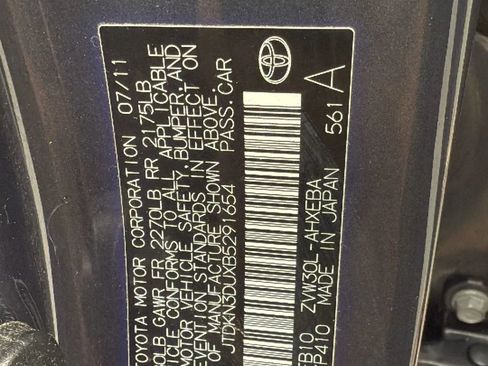 TOYOTA MOTOR CORPORATION 07/11
0LB GAWR FR 2270LB RR 2175LB
ICLE CONFORMS TO ALL APPLICABLE
MOTOR VEHICLE SAFETY, BUMPER, AND
EVENTION STANDARDS IN EFFECT ON
OF MANUFACTURE SHOWN ABOVE.
JTDKN3DUXB5291654 PASS.CAR
561 A
B10 ZVW30L-AHXEBA
P410 MADE IN JAPAN